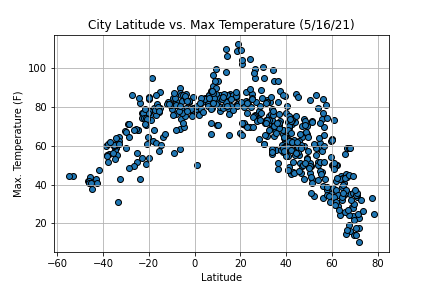 City Latitude vs. Max Temperature (5/16/21)
Max. Temperature (F)
100
80
60
40
20
−60 −40 −20 0 20 40 60 80
Latitude